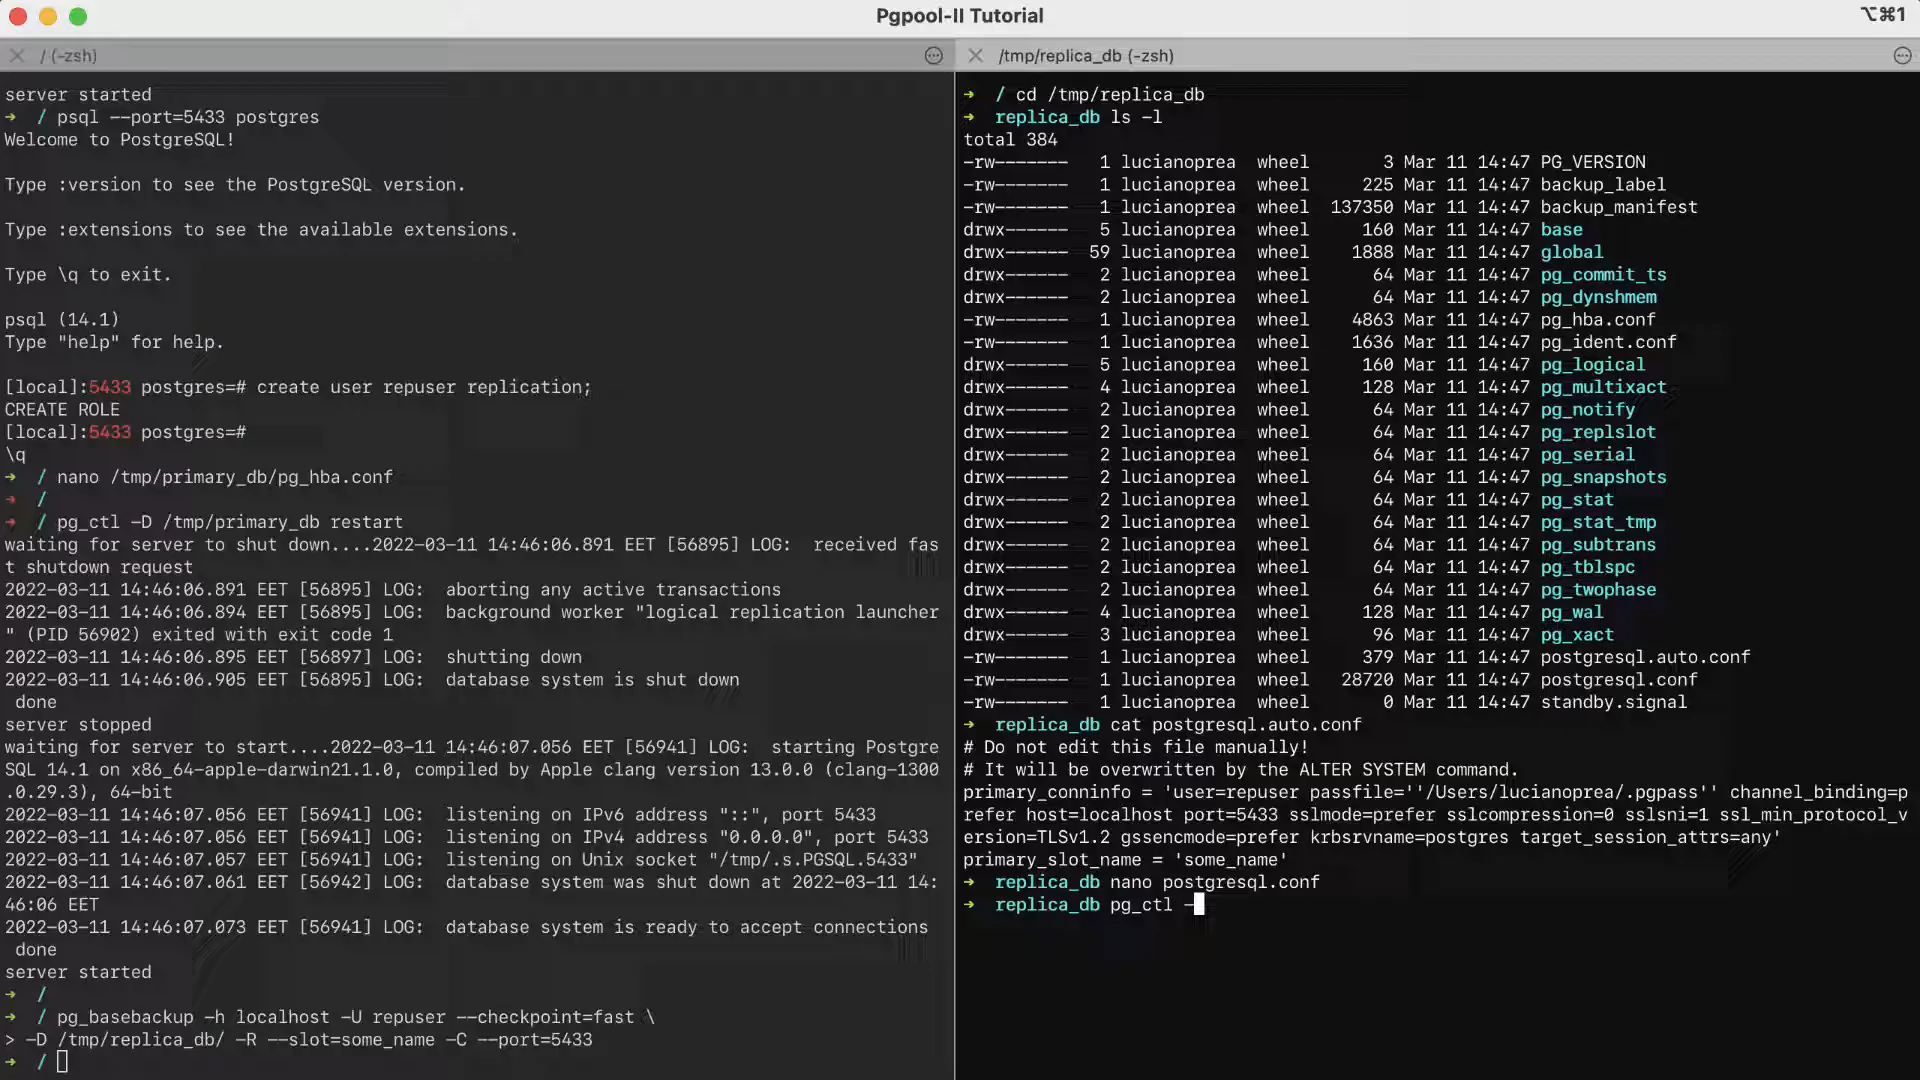 Pgpool-II Tutorial
⌥⌘1
/ (-zsh)
server started
➜ / psql --port=5433 postgres
Welcome to PostgreSQL!
Type :version to see the PostgreSQL version.
Type :extensions to see the available extensions.
Type \q to exit.
psql (14.1)
Type "help" for help.
[local]:5433 postgres=# create user repuser replication;
CREATE ROLE
[local]:5433 postgres=#
\q
➜ / nano /tmp/primary_db/pg_hba.conf
➜ /
➜ / pg_ctl -D /tmp/primary_db restart
waiting for server to shut down....2022-03-11 14:46:06.891 EET [56895] LOG:  received fas
t shutdown request
2022-03-11 14:46:06.891 EET [56895] LOG:  aborting any active transactions
2022-03-11 14:46:06.894 EET [56895] LOG:  background worker "logical replication launcher
" (PID 56902) exited with exit code 1
2022-03-11 14:46:06.895 EET [56897] LOG:  shutting down
2022-03-11 14:46:06.905 EET [56895] LOG:  database system is shut down
done
server stopped
waiting for server to start....2022-03-11 14:46:07.056 EET [56941] LOG:  starting Postgre
SQL 14.1 on x86_64-apple-darwin21.1.0, compiled by Apple clang version 13.0.0 (clang-1300
.0.29.3), 64-bit
2022-03-11 14:46:07.056 EET [56941] LOG:  listening on IPv6 address "::", port 5433
2022-03-11 14:46:07.056 EET [56941] LOG:  listening on IPv4 address "0.0.0.0", port 5433
2022-03-11 14:46:07.057 EET [56941] LOG:  listening on Unix socket "/tmp/.s.PGSQL.5433"
2022-03-11 14:46:07.061 EET [56942] LOG:  database system was shut down at 2022-03-11 14:
46:06 EET
2022-03-11 14:46:07.073 EET [56941] LOG:  database system is ready to accept connections
done
server started
➜ /
➜ / pg_basebackup -h localhost -U repuser --checkpoint=fast \
> -D /tmp/replica_db/ -R --slot=some_name -C --port=5433
➜ /
/tmp/replica_db (-zsh)
➜ / cd /tmp/replica_db
➜ replica_db ls -l
total 384
-rw------- 1 lucianoprea wheel 3 Mar 11 14:47 PG_VERSION
-rw------- 1 lucianoprea wheel 225 Mar 11 14:47 backup_label
-rw------- 1 lucianoprea wheel 137350 Mar 11 14:47 backup_manifest
drwx------ 5 lucianoprea wheel 160 Mar 11 14:47 base
drwx------ 59 lucianoprea wheel 1888 Mar 11 14:47 global
drwx------ 2 lucianoprea wheel 64 Mar 11 14:47 pg_commit_ts
drwx------ 2 lucianoprea wheel 64 Mar 11 14:47 pg_dynshmem
-rw------- 1 lucianoprea wheel 4863 Mar 11 14:47 pg_hba.conf
-rw------- 1 lucianoprea wheel 1636 Mar 11 14:47 pg_ident.conf
drwx------ 5 lucianoprea wheel 160 Mar 11 14:47 pg_logical
drwx------ 4 lucianoprea wheel 128 Mar 11 14:47 pg_multixact
drwx------ 2 lucianoprea wheel 64 Mar 11 14:47 pg_notify
drwx------ 2 lucianoprea wheel 64 Mar 11 14:47 pg_replslot
drwx------ 2 lucianoprea wheel 64 Mar 11 14:47 pg_serial
drwx------ 2 lucianoprea wheel 64 Mar 11 14:47 pg_snapshots
drwx------ 2 lucianoprea wheel 64 Mar 11 14:47 pg_stat
drwx------ 2 lucianoprea wheel 64 Mar 11 14:47 pg_stat_tmp
drwx------ 2 lucianoprea wheel 64 Mar 11 14:47 pg_subtrans
drwx------ 2 lucianoprea wheel 64 Mar 11 14:47 pg_tblspc
drwx------ 2 lucianoprea wheel 64 Mar 11 14:47 pg_twophase
drwx------ 4 lucianoprea wheel 128 Mar 11 14:47 pg_wal
drwx------ 3 lucianoprea wheel 96 Mar 11 14:47 pg_xact
-rw------- 1 lucianoprea wheel 379 Mar 11 14:47 postgresql.auto.conf
-rw------- 1 lucianoprea wheel 28720 Mar 11 14:47 postgresql.conf
-rw------- 1 lucianoprea wheel 0 Mar 11 14:47 standby.signal
➜ replica_db cat postgresql.auto.conf
# Do not edit this file manually!
# It will be overwritten by the ALTER SYSTEM command.
primary_conninfo = 'user=repuser passfile=''/Users/lucianoprea/.pgpass'' channel_binding=p
refer host=localhost port=5433 sslmode=prefer sslcompression=0 sslsni=1 ssl_min_protocol_v
ersion=TLSv1.2 gssencmode=prefer krbsrvname=postgres target_session_attrs=any'
primary_slot_name = 'some_name'
➜ replica_db nano postgresql.conf
➜ replica_db pg_ctl -